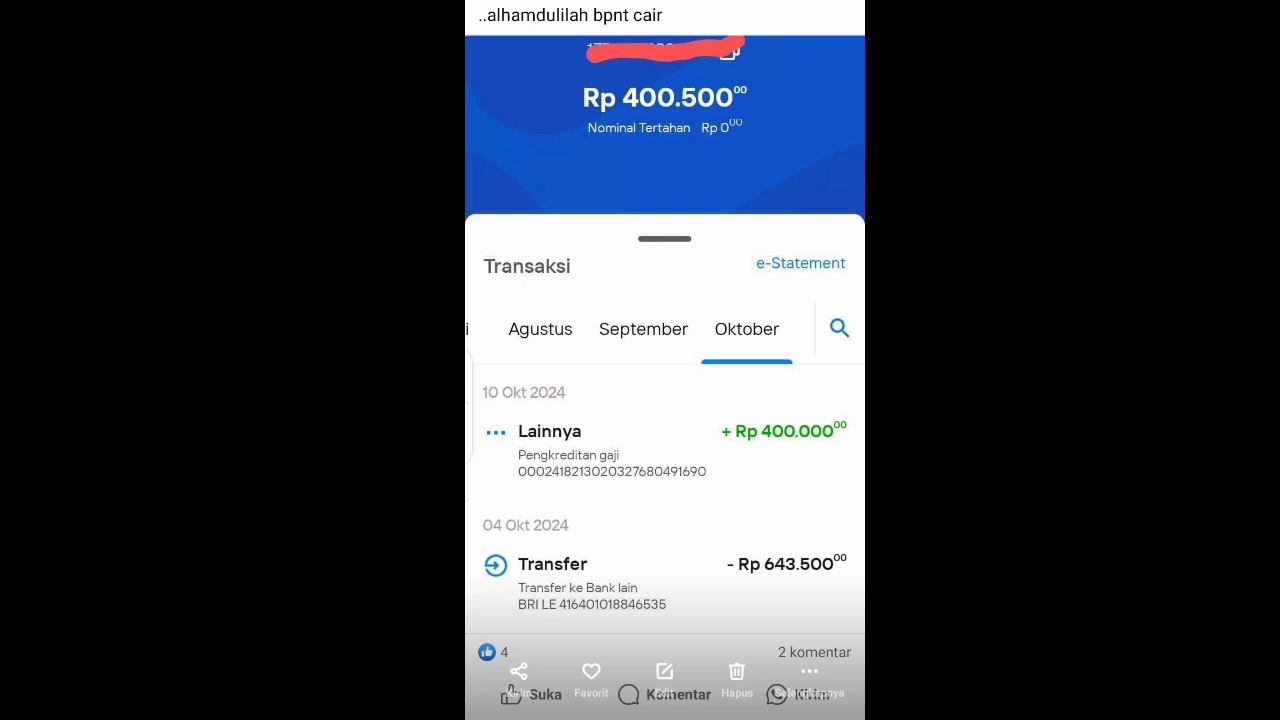 ..alhamdulilah bpnt cair
Rp 400.500⁰⁰
Nominal Tertahan Rp 0⁰⁰
Transaksi
e-Statement
i Agustus September Oktober
10 Okt 2024
Lainnya + Rp 400.000⁰⁰
Pengkreditan gaji
0002418213020327680491690
04 Okt 2024
Transfer - Rp 643.500⁰⁰
Transfer ke Bank lain
BRI LE 416401018846535
4 2 komentar
Suka Komentar
Favorit Hapus Selengkapnya